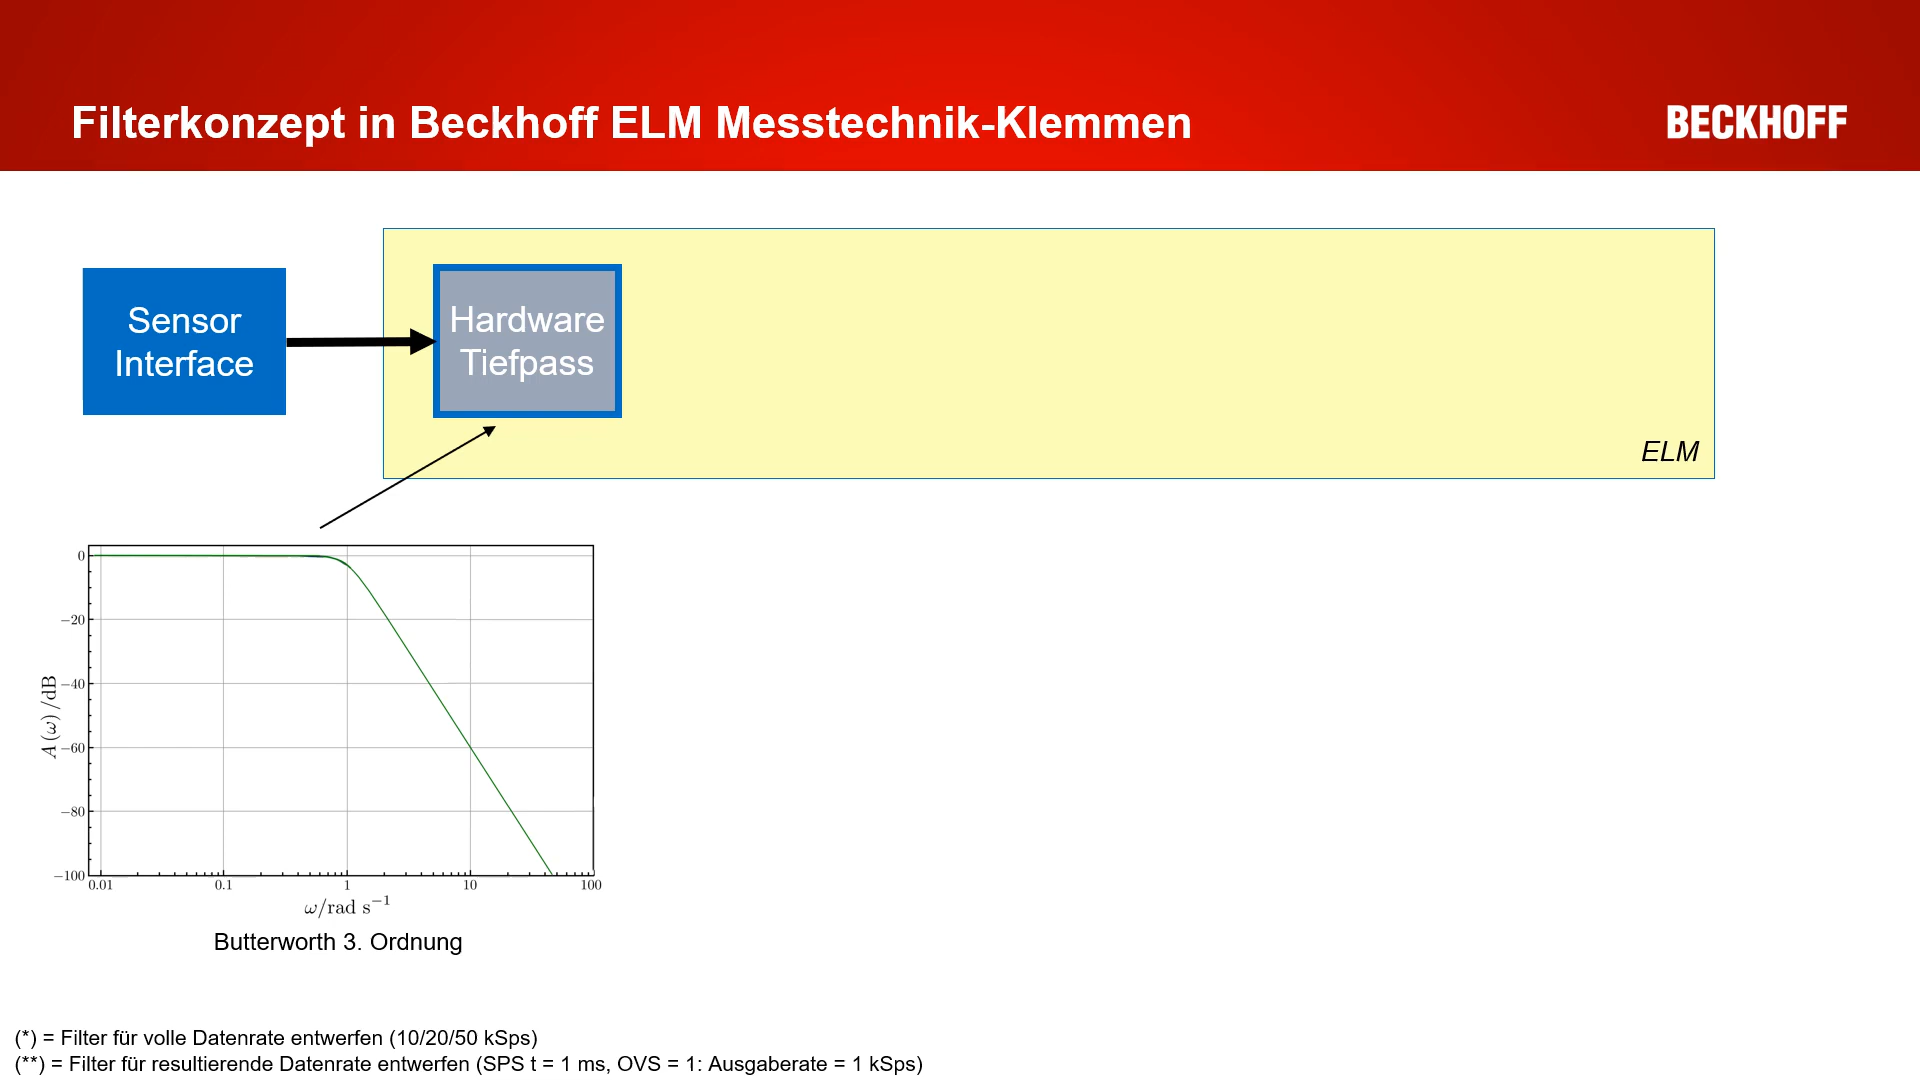 Filterkonzept in Beckhoff ELM Messtechnik-Klemmen
BECKHOFF
Sensor
Interface
Hardware
Tiefpass
ELM
0
−20
−40
−60
−80
−100
A (ω) /dB
0.01
0.1
1
10
100
ω/rad s⁻¹
Butterworth 3. Ordnung
(*) = Filter für volle Datenrate entwerfen (10/20/50 kSps)
(**) = Filter für resultierende Datenrate entwerfen (SPS t = 1 ms, OVS = 1: Ausgaberate = 1 kSps)